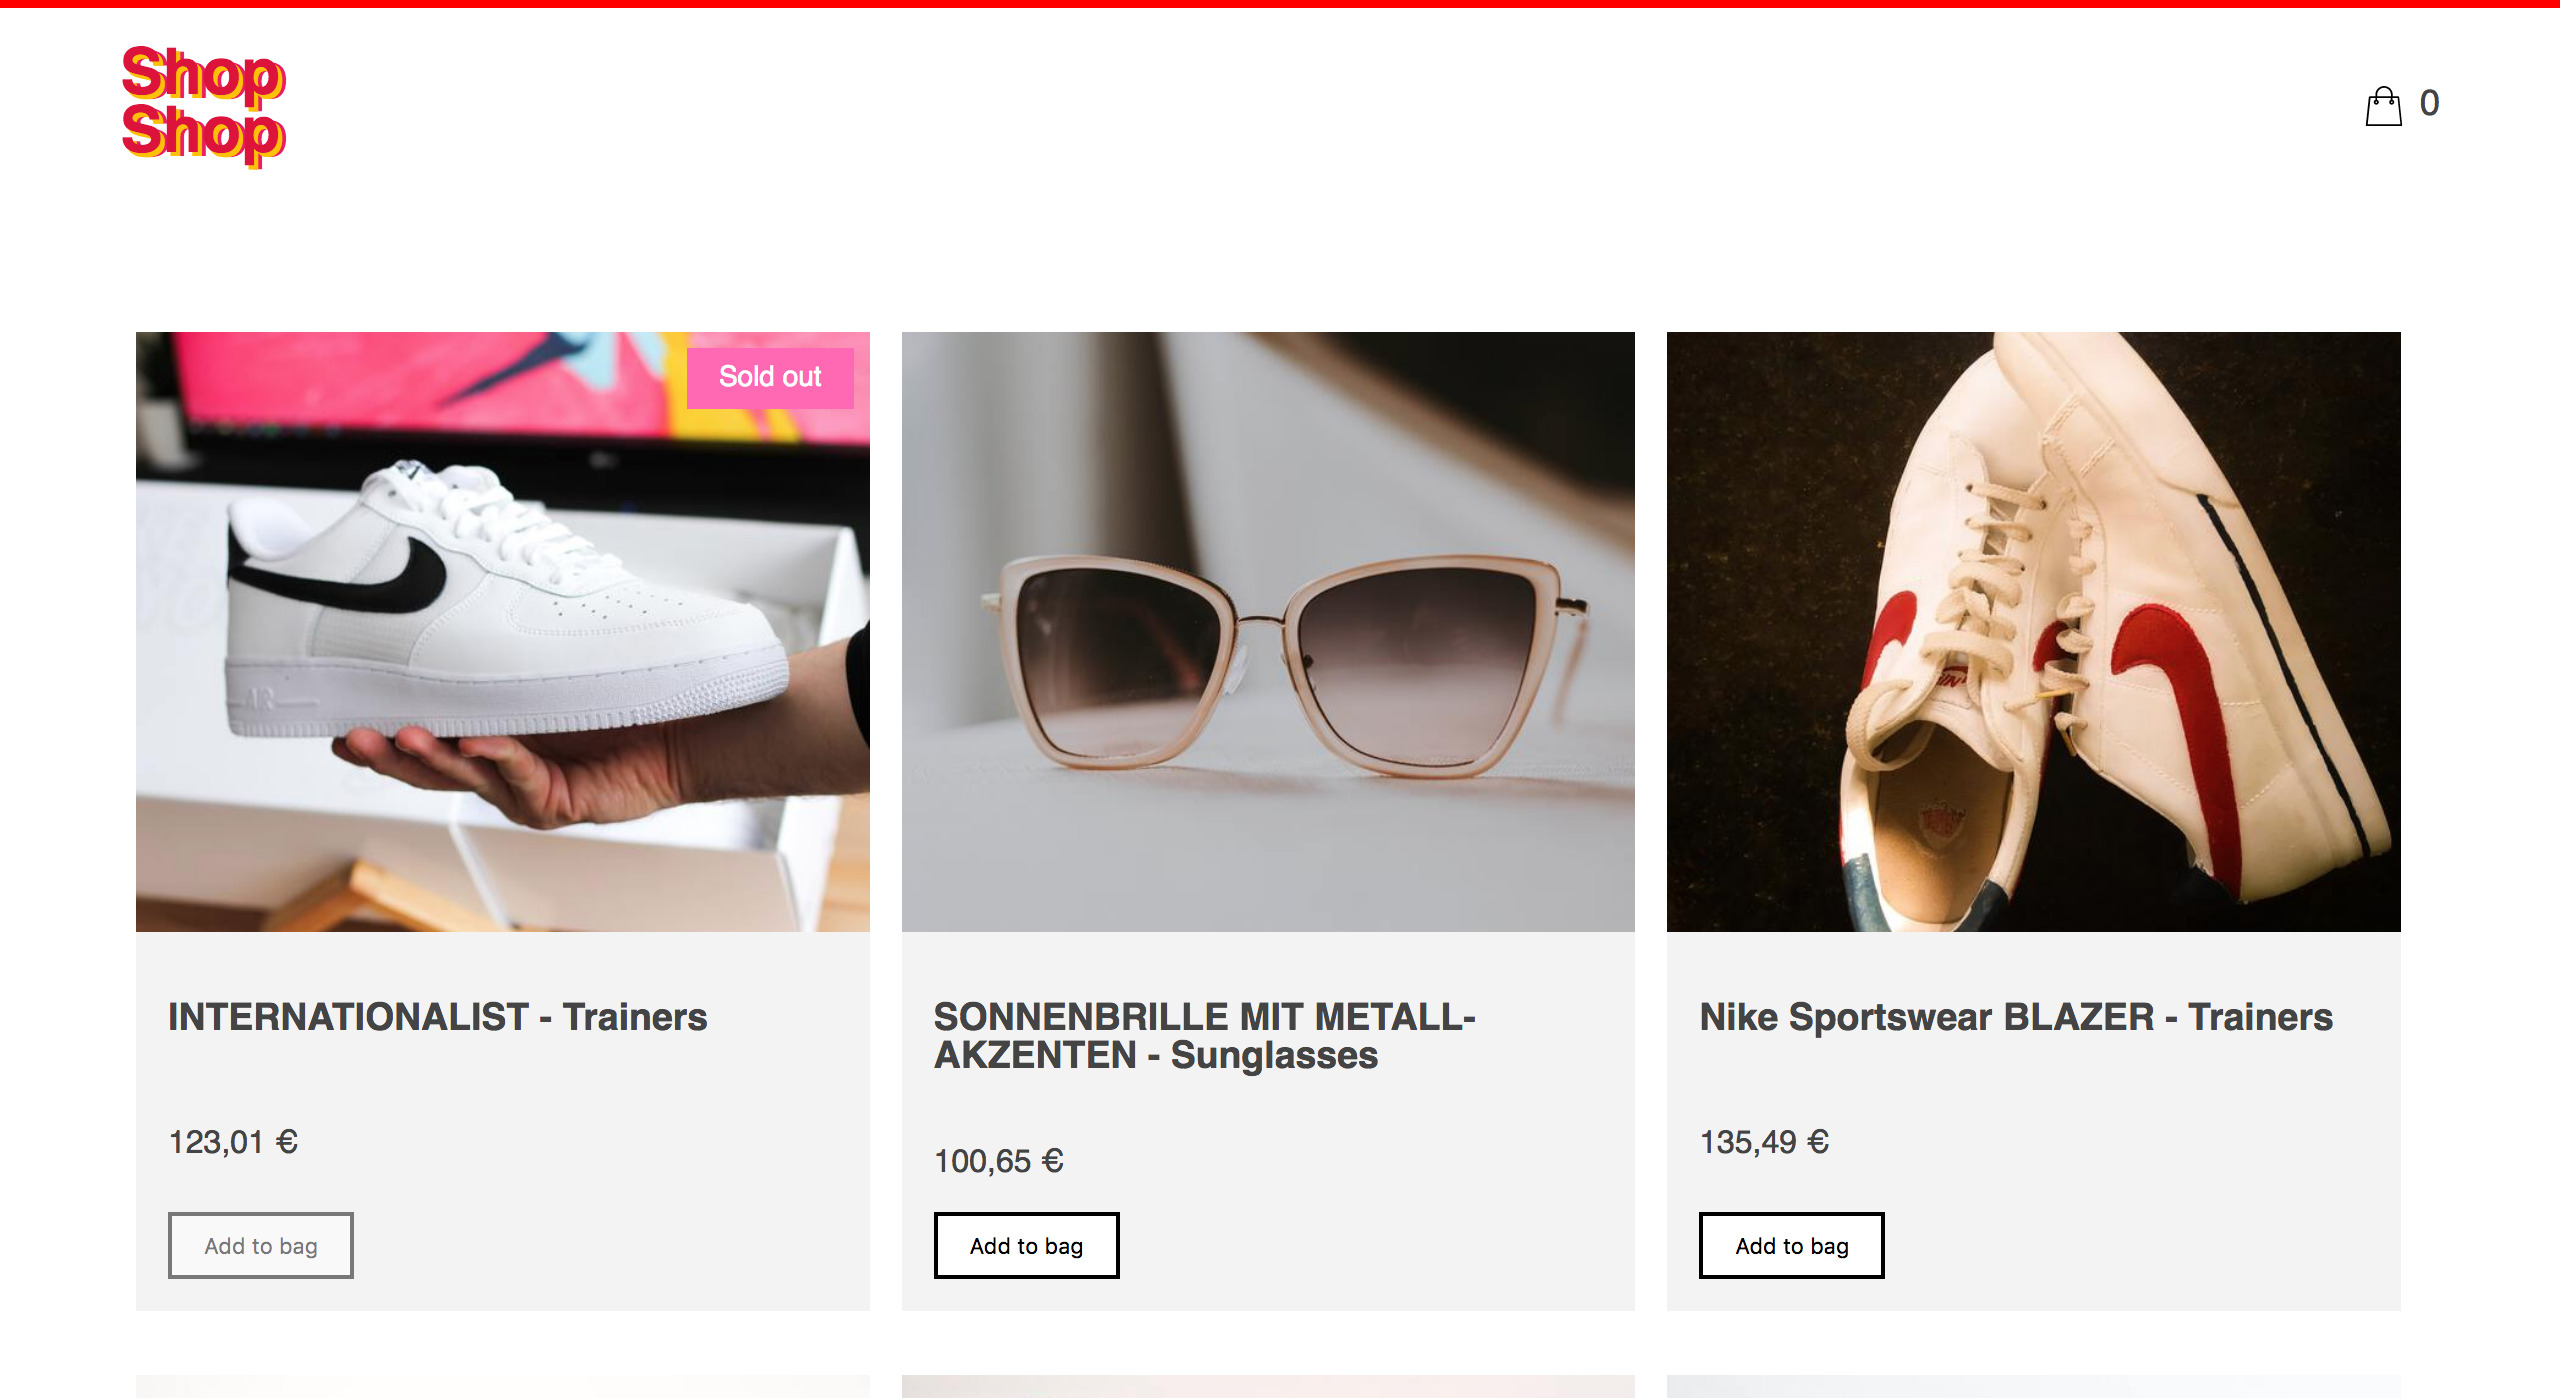 Shop
Shop
0
Sold out
AIR
INTERNATIONALIST - Trainers
123,01 €
Add to bag
SONNENBRILLE MIT METALL-
AKZENTEN - Sunglasses
100,65 €
Add to bag
Nike Sportswear BLAZER - Trainers
135,49 €
Add to bag